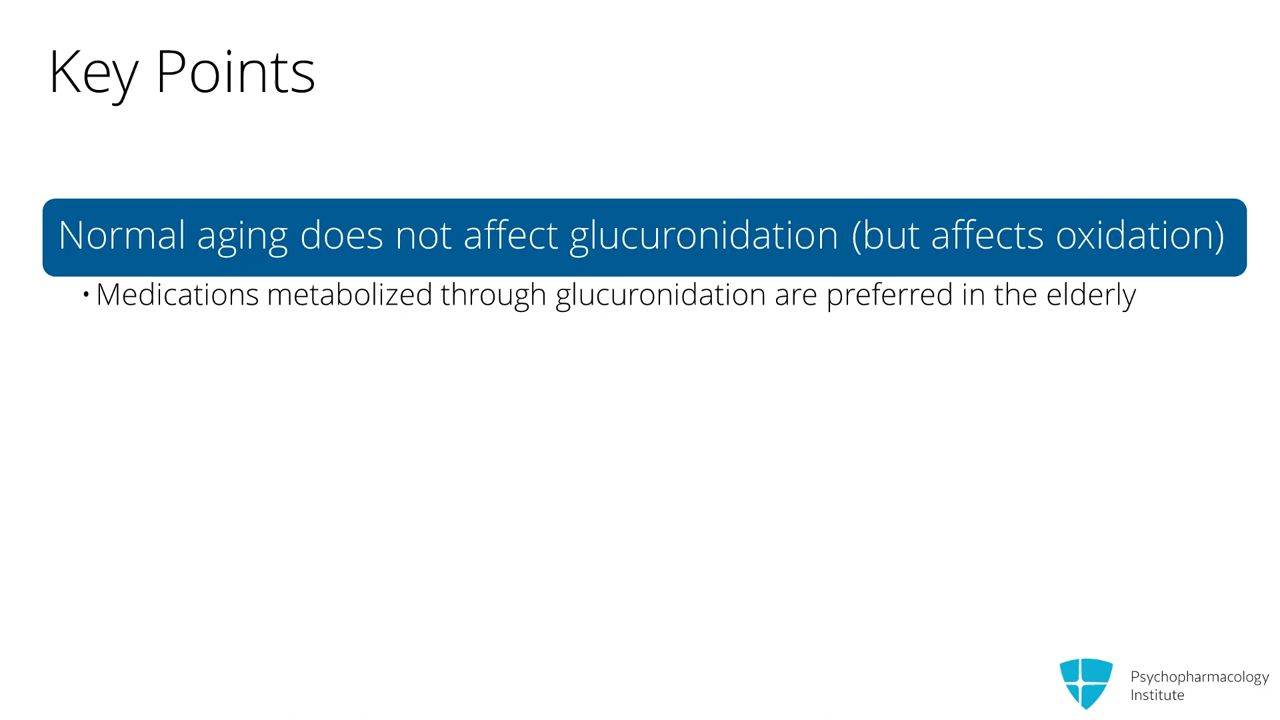 Key Points
Normal aging does not affect glucuronidation (but affects oxidation)
• Medications metabolized through glucuronidation are preferred in the elderly
Psychopharmacology
Institute